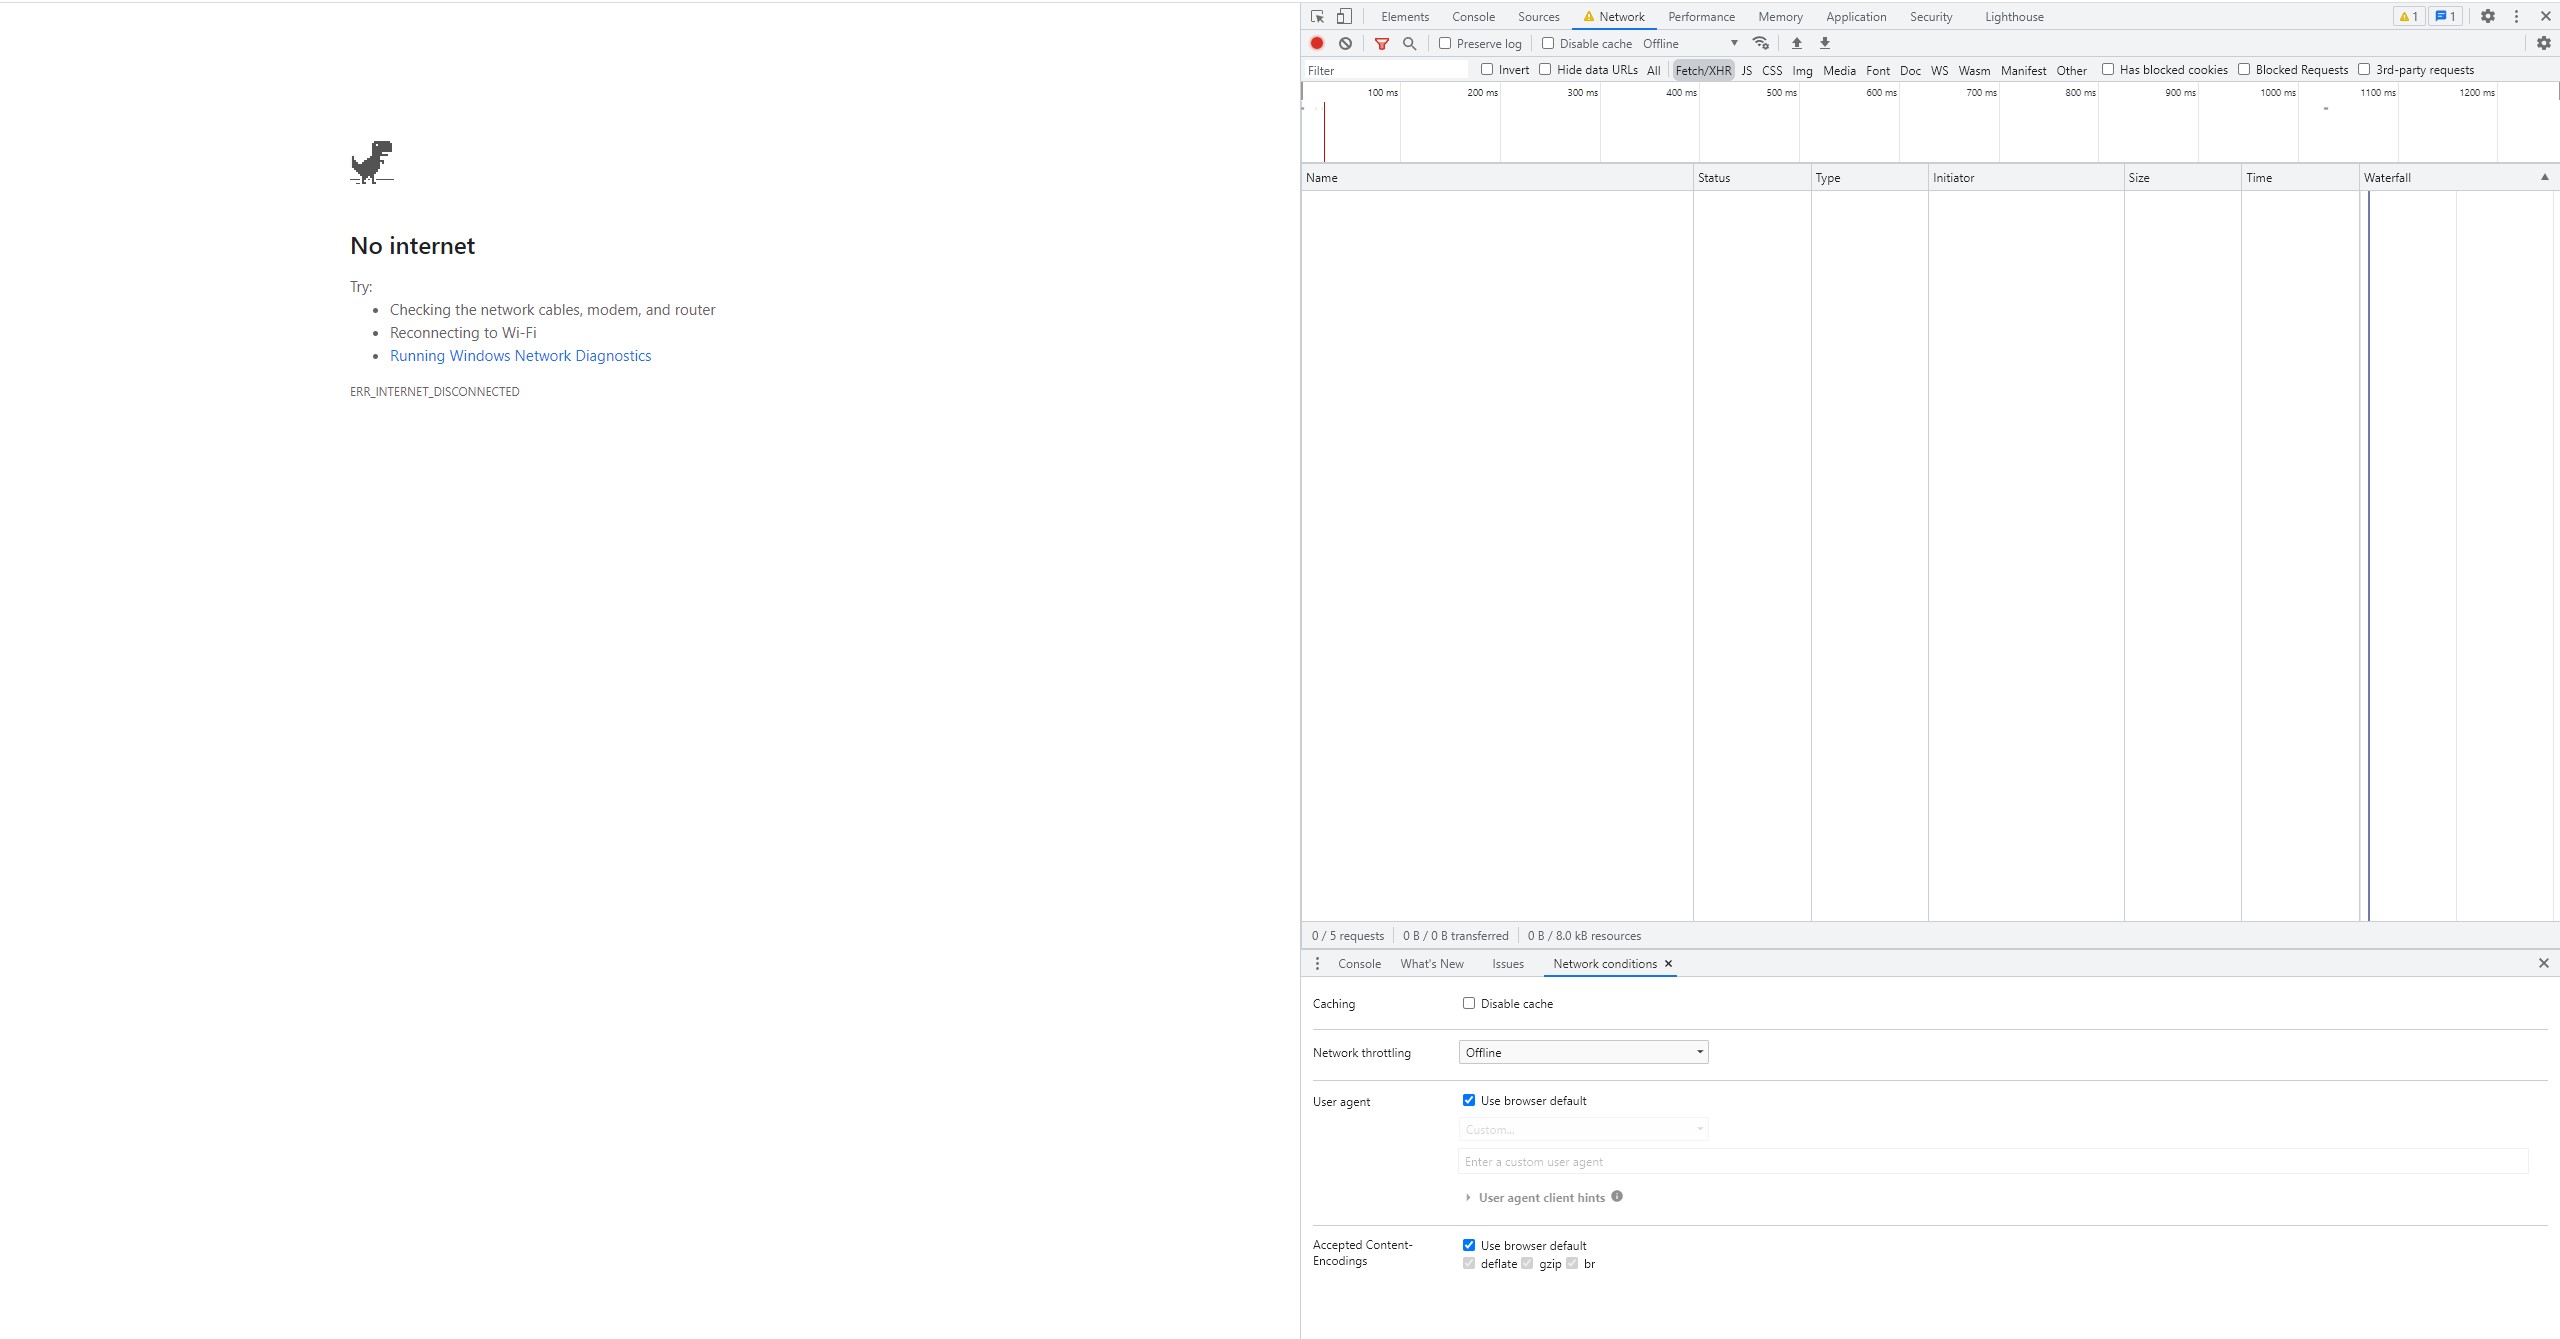 No internet
Try:
Checking the network cables, modem, and router
Reconnecting to Wi-Fi
Running Windows Network Diagnostics
ERR_INTERNET_DISCONNECTED
Elements Console Sources Network Performance Memory Application Security Lighthouse 1 1
Preserve log Disable cache Offline
Filter Invert Hide data URLs All Fetch/XHR JS CSS Img Media Font Doc WS Wasm Manifest Other Has blocked cookies Blocked Requests 3rd-party requests
100 ms 200 ms 300 ms 400 ms 500 ms 600 ms 700 ms 800 ms 900 ms 1000 ms 1100 ms 1200 ms
Name Status Type Initiator Size Time Waterfall
0 / 5 requests 0 B / 0 B transferred 0 B / 8.0 kB resources
Console What's New Issues Network conditions
Caching Disable cache
Network throttling Offline
User agent Use browser default
Custom...
Enter a custom user agent
User agent client hints
Accepted Content-
Encodings
Use browser default
deflate gzip br